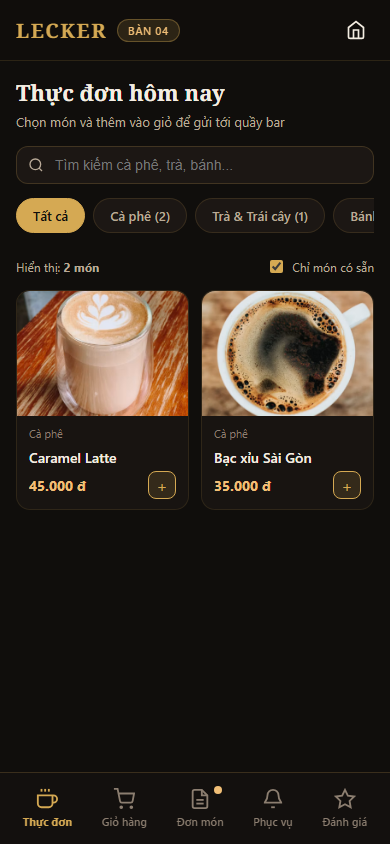 LECKER BÀN 04
Thực đơn hôm nay
Chọn món và thêm vào giỏ để gửi tới quầy bar
Tìm kiếm cà phê, trà, bánh...
Tất cả Cà phê (2) Trà & Trái cây (1) Bánh
Hiển thị: 2 món Chỉ món có sẵn
Cà phê Cà phê
Caramel Latte Bạc xỉu Sài Gòn
45.000 đ + 35.000 đ +
Thực đơn Giỏ hàng Đơn món Phục vụ Đánh giá